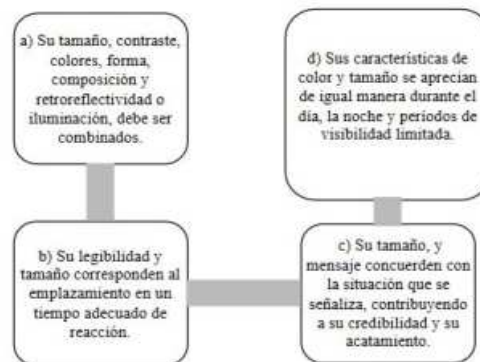 a) Su tamaño, contraste,
colores, forma,
composición y
retroreflectividad o
iluminación, debe ser
combinados.
b) Su legibilidad y
tamaño corresponden al
emplazamiento en un
tiempo adecuado de
reacción.
c) Su tamaño, y
mensaje concuerden con
la situación que se
señaliza, contribuyendo
a su credibilidad y su
acatamiento.
d) Sus características de
color y tamaño se aprecian
de igual manera durante el
día, la noche y periodos de
visibilidad limitada.